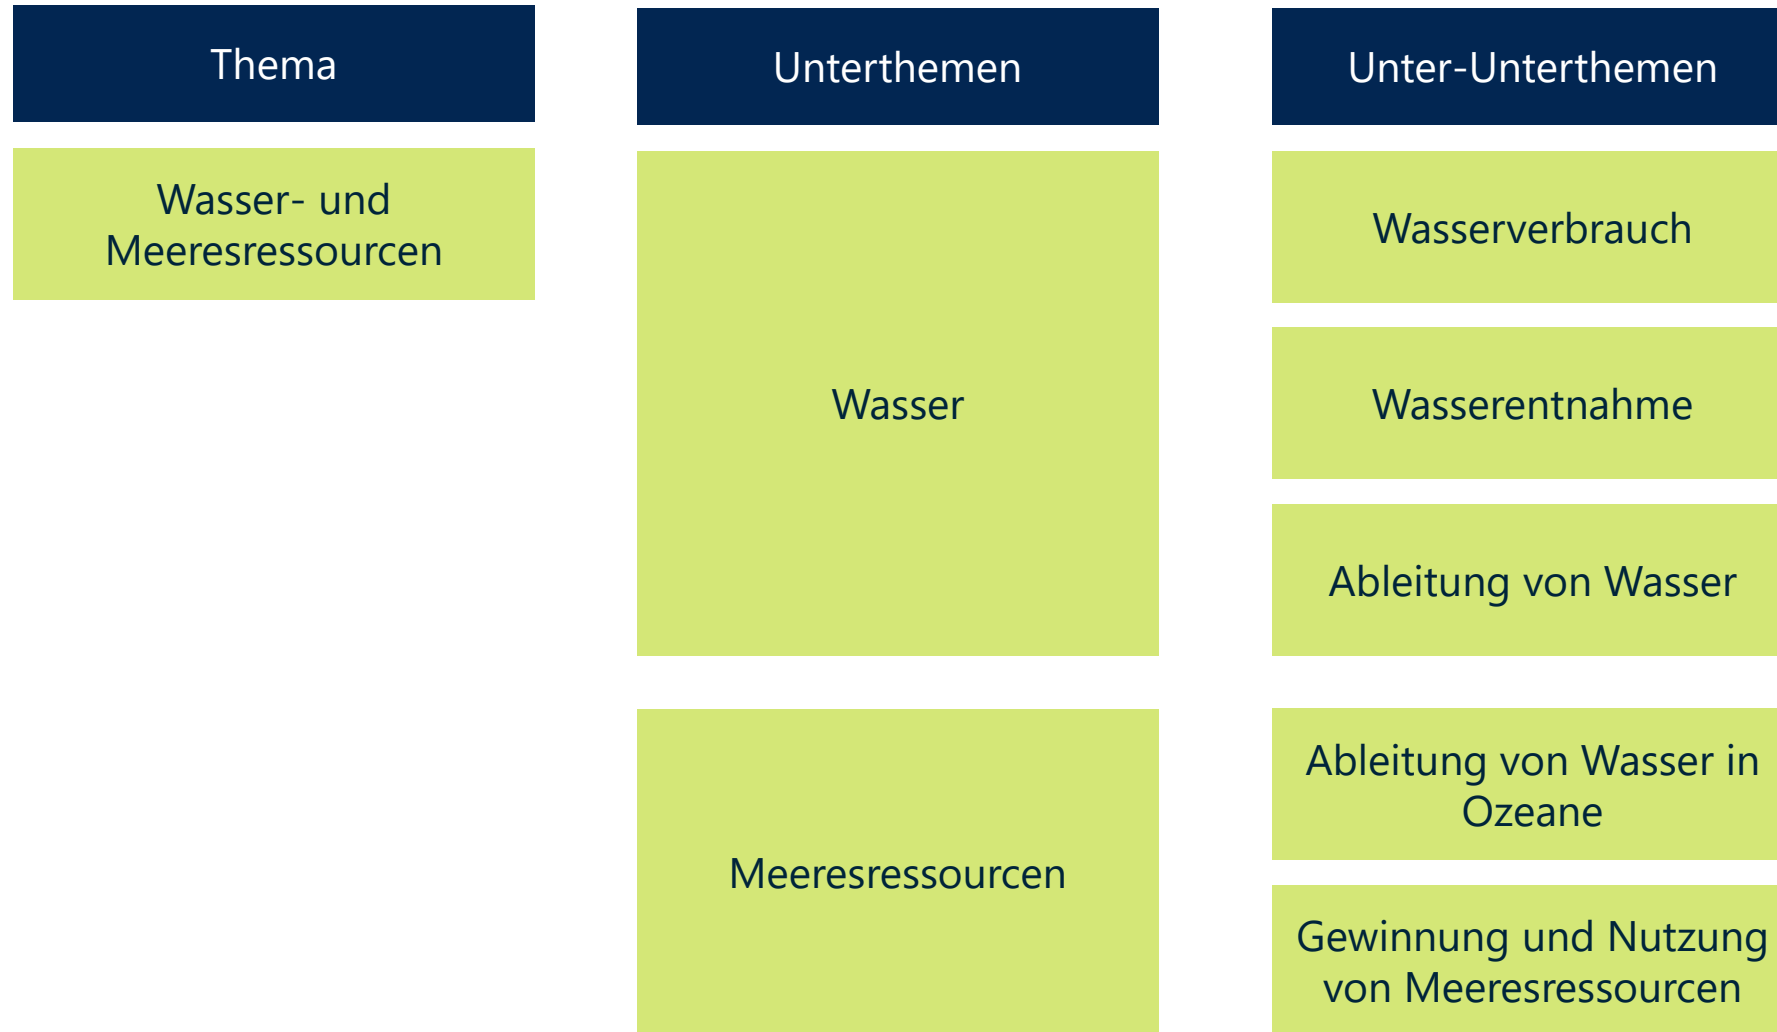 Thema
Unterthemen
Unter-Unterthemen
Wasser- und
Meeresressourcen
Wasser
Wasserverbrauch
Wasserentnahme
Ableitung von Wasser
Meeresressourcen
Ableitung von Wasser in
Ozeane
Gewinnung und Nutzung
von Meeresressourcen